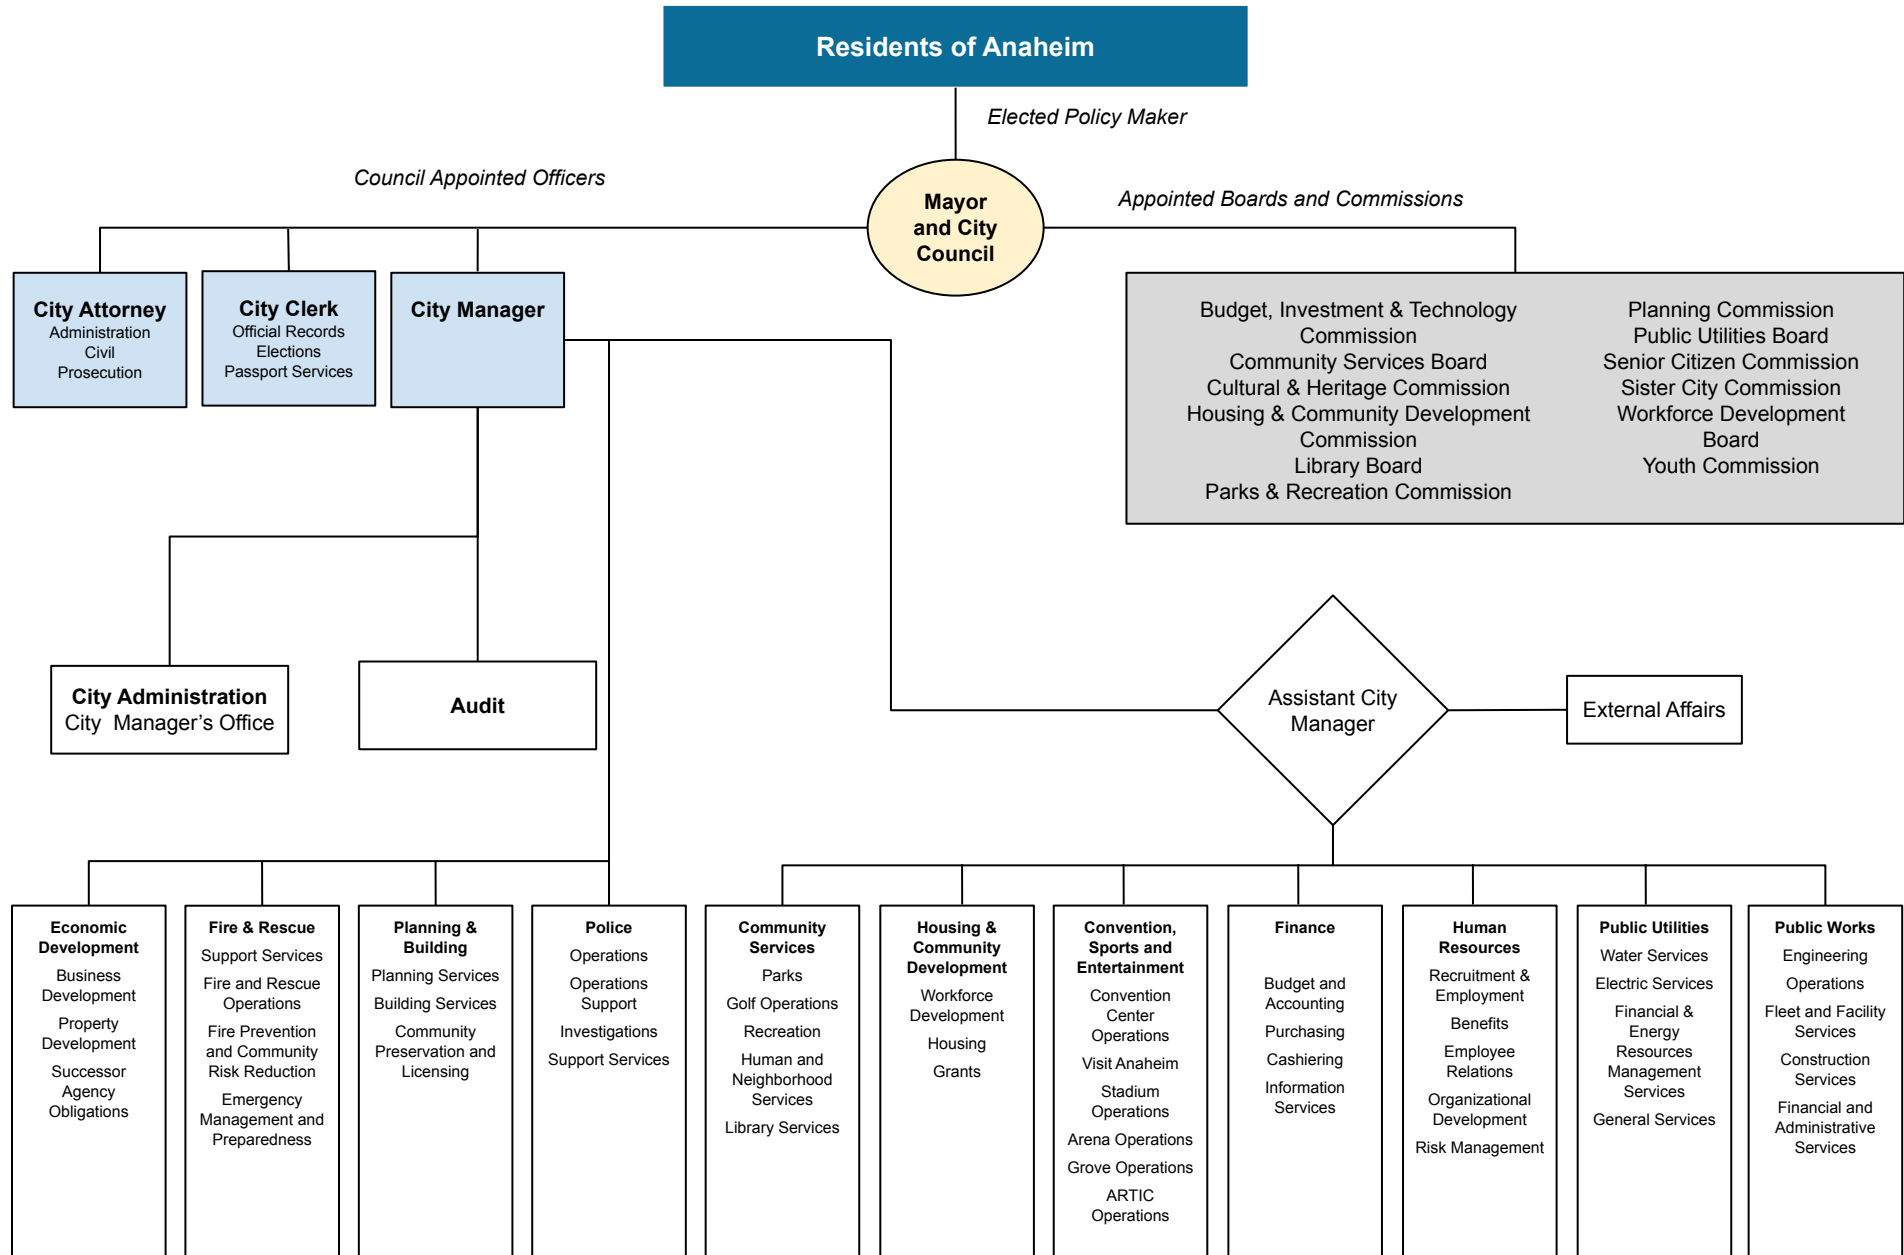 Residents of Anaheim
Elected Policy Maker
Council Appointed Officers
Mayor
and City
Council
Appointed Boards and Commissions
City Attorney
Administration
Civil
Prosecution
City Clerk
Official Records
Elections
Passport Services
City Manager
Budget, Investment & Technology
Commission
Community Services Board
Cultural & Heritage Commission
Housing & Community Development
Commission
Library Board
Parks & Recreation Commission
Planning Commission
Public Utilities Board
Senior Citizen Commission
Sister City Commission
Workforce Development
Board
Youth Commission
City Administration
City Manager’s Office
Audit
Assistant City
Manager
External Affairs
Economic
Development
Business
Development
Property
Development
Successor
Agency
Obligations
Fire & Rescue
Support Services
Fire and Rescue
Operations
Fire Prevention
and Community
Risk Reduction
Emergency
Management and
Preparedness
Planning &
Building
Planning Services
Building Services
Community
Preservation and
Licensing
Police
Operations
Operations
Support
Investigations
Support Services
Community
Services
Parks
Golf Operations
Recreation
Human and
Neighborhood
Services
Library Services
Housing &
Community
Development
Workforce
Development
Housing
Grants
Convention,
Sports and
Entertainment
Convention
Center
Operations
Visit Anaheim
Stadium
Operations
Arena Operations
Grove Operations
ARTIC
Operations
Finance
Budget and
Accounting
Purchasing
Cashiering
Information
Services
Human
Resources
Recruitment &
Employment
Benefits
Employee
Relations
Organizational
Development
Risk Management
Public Utilities
Water Services
Electric Services
Financial &
Energy
Resources
Management
Services
General Services
Public Works
Engineering
Operations
Fleet and Facility
Services
Construction
Services
Financial and
Administrative
Services